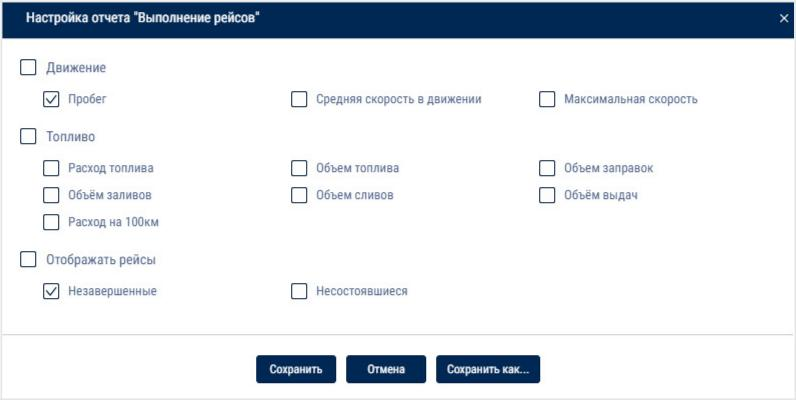 Настройка отчета "Выполнение рейсов"
Движение
Пробег Средняя скорость в движении Максимальная скорость
Топливо
Расход топлива Объем топлива Объем заправок
Объём заливов Объем сливов Объём выдач
Расход на 100км
Отображать рейсы
Незавершенные Несостоявшиеся
Сохранить Отмена Сохранить как...